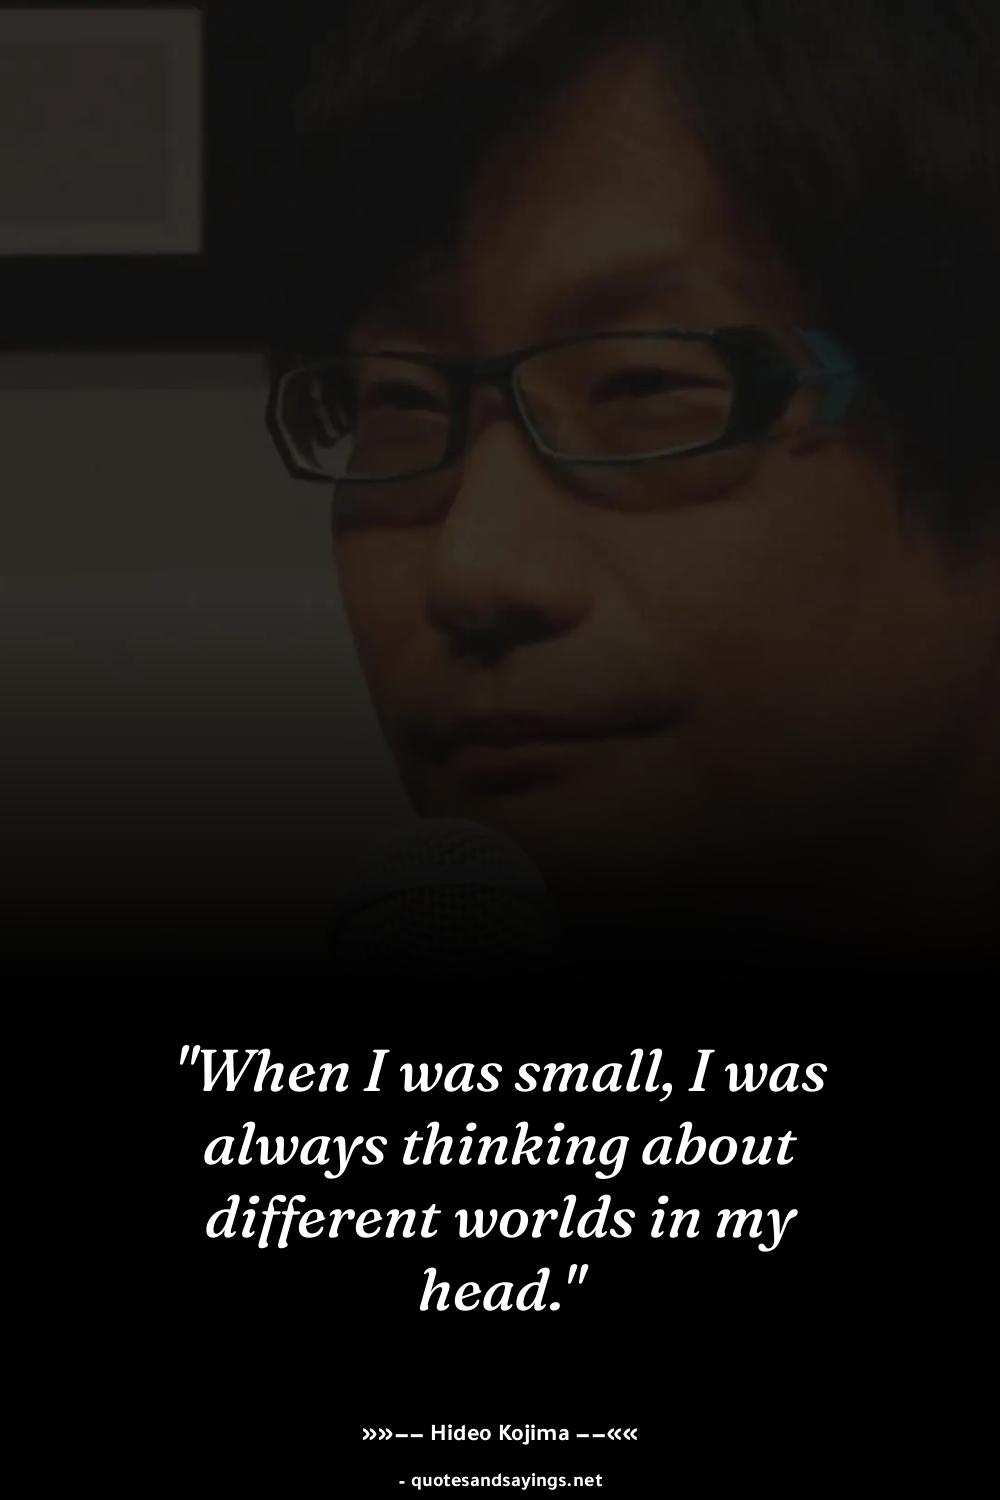 "When I was small, I was
always thinking about
different worlds in my
head."
»»–– Hideo Kojima ––««
- quotesandsayings.net